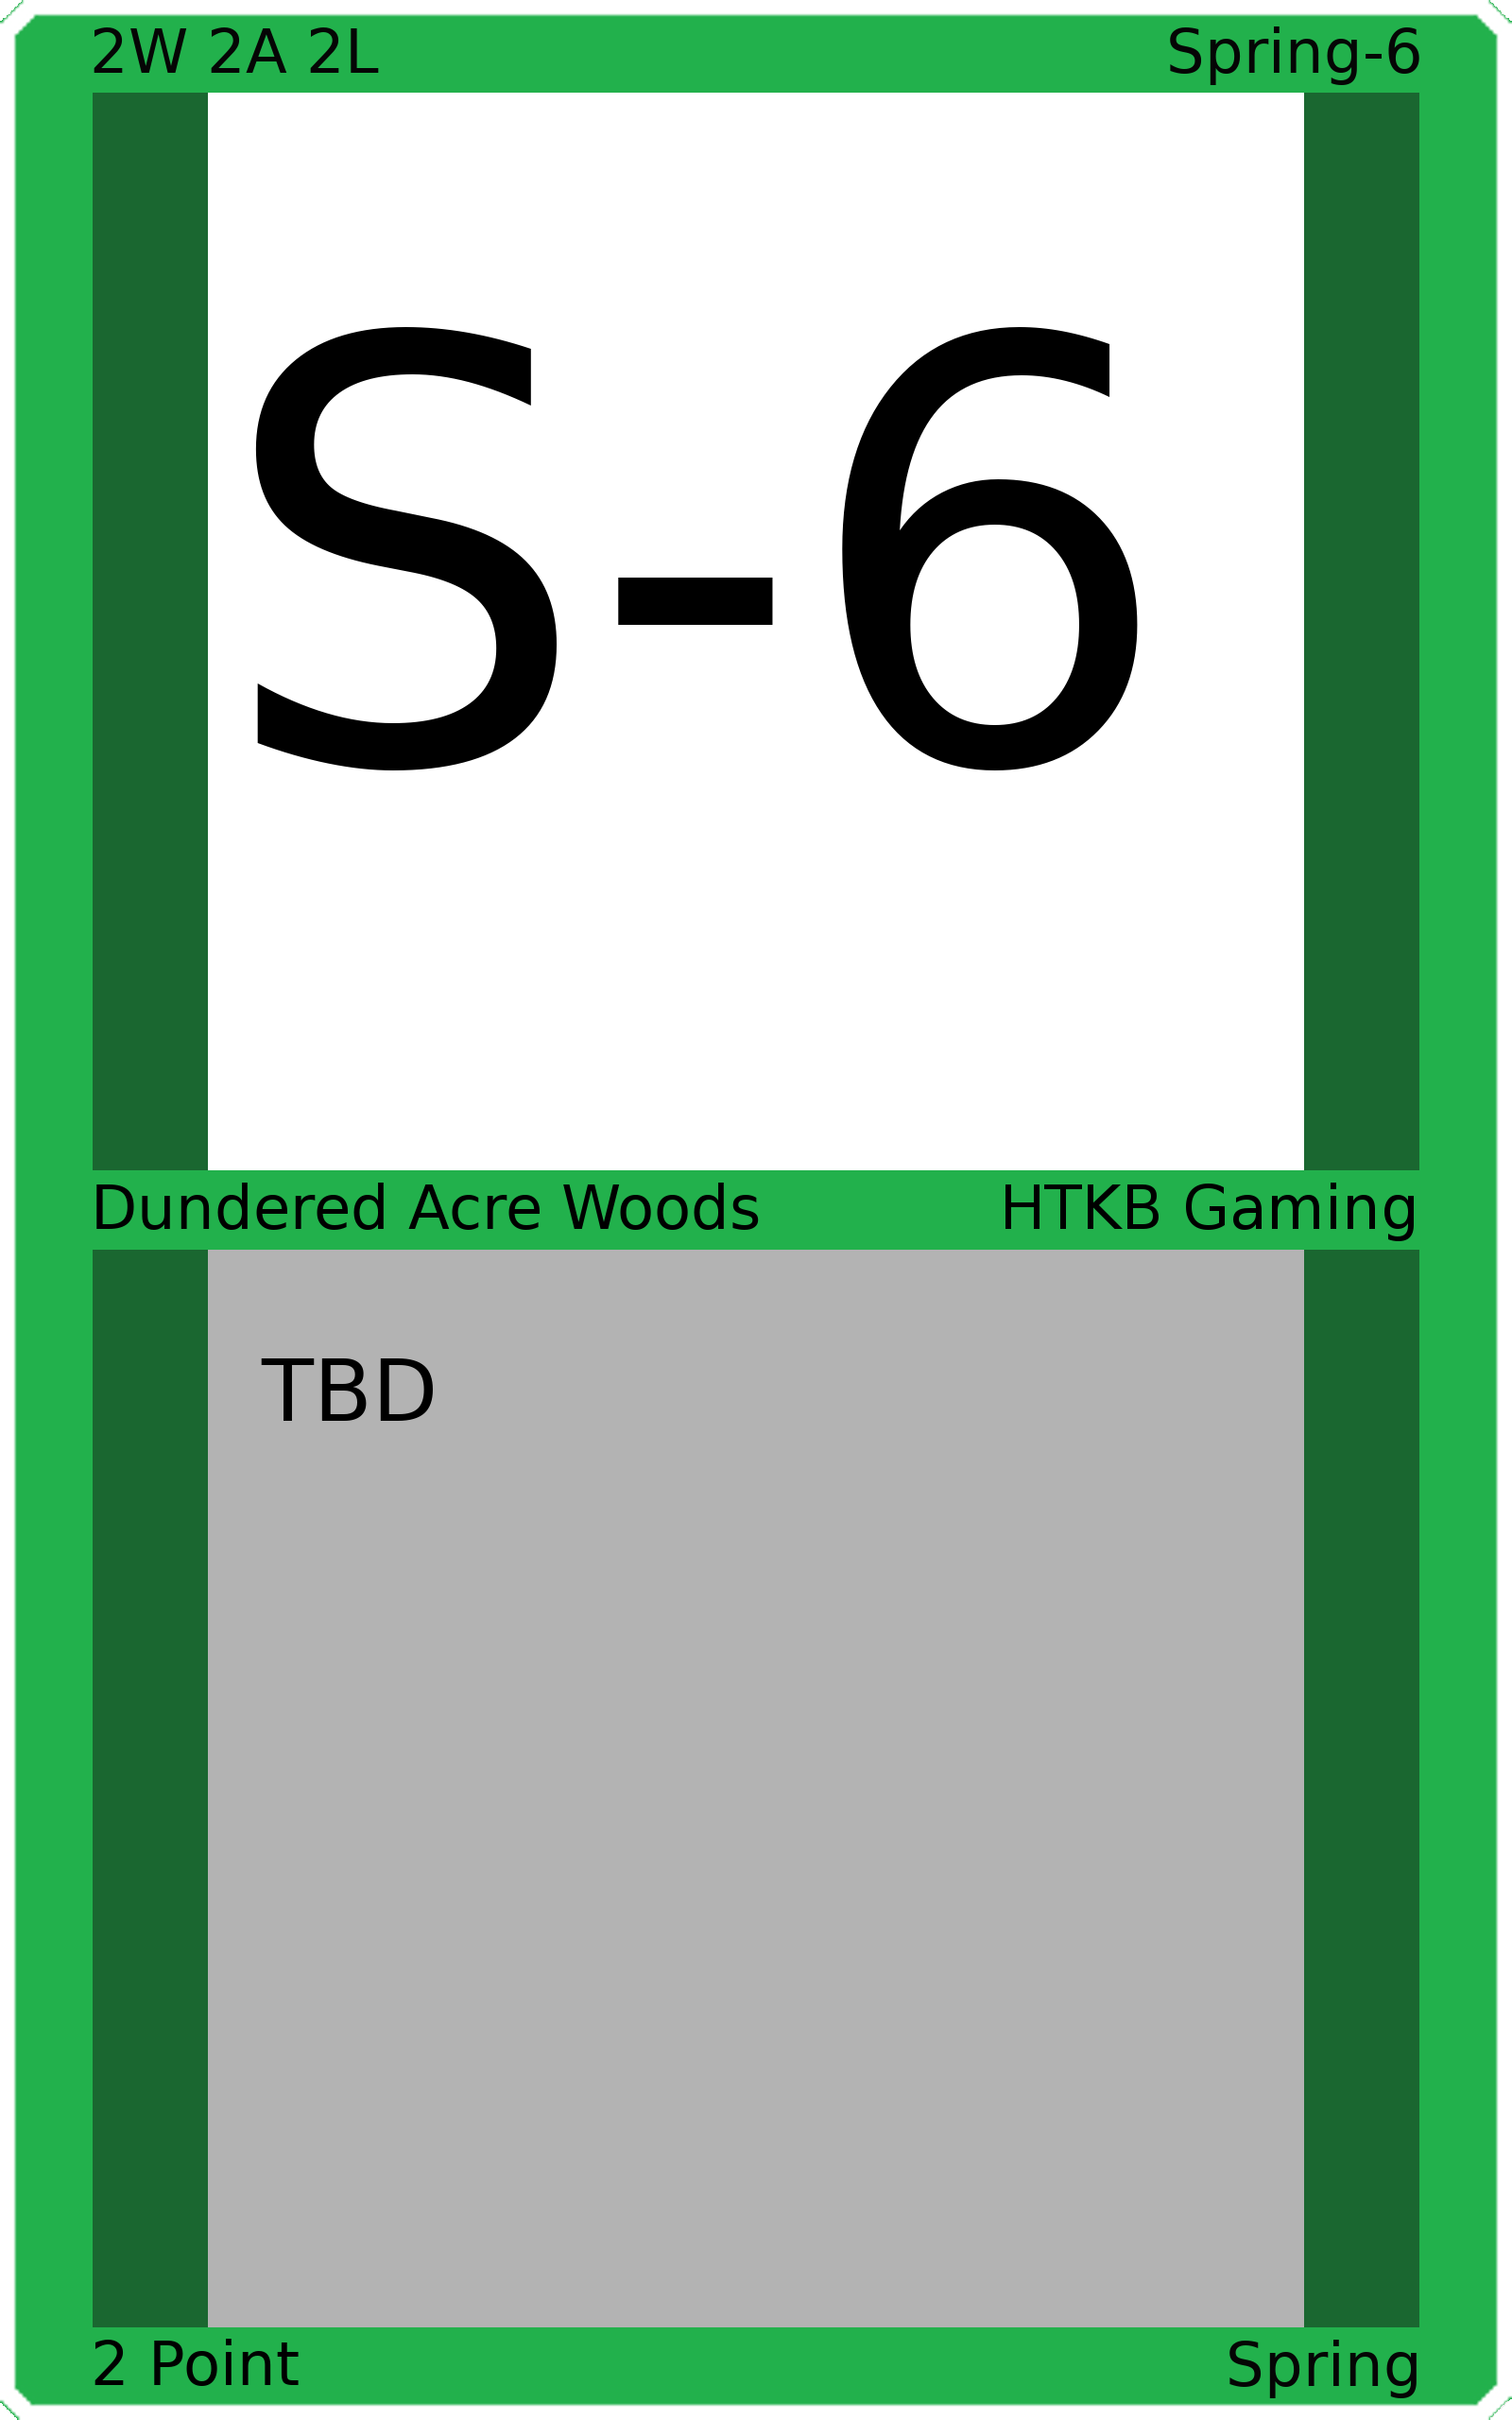 2W 2A 2L Spring-6
S-6
Dundered Acre Woods HTKB Gaming
TBD
2 Point Spring